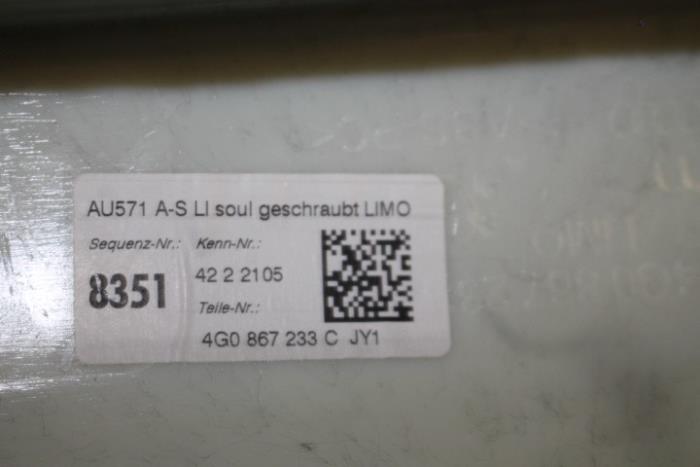 AU571 A-S LI soul geschraubt LIMO
Sequenz-Nr.: Kenn-Nr.:
8351 42 2 2105
Teile-Nr.:
4G0 867 233 C JY1